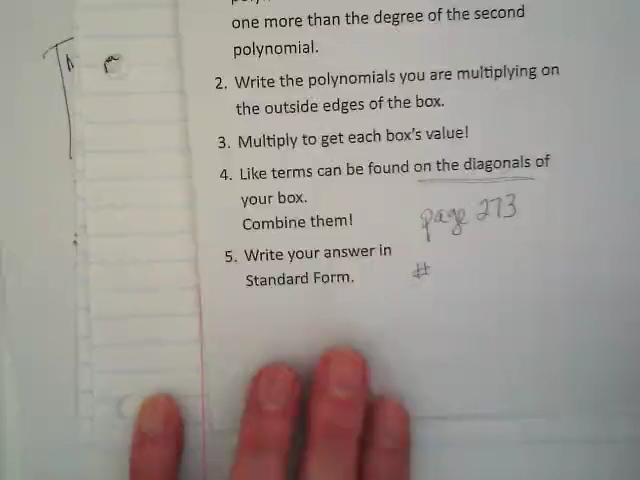 one more than the degree of the second
polynomial.
2. Write the polynomials you are multiplying on
the outside edges of the box.
3. Multiply to get each box's value!
4. Like terms can be found on the diagonals of
your box.
Combine them!
page 273
5. Write your answer in
Standard Form.
#